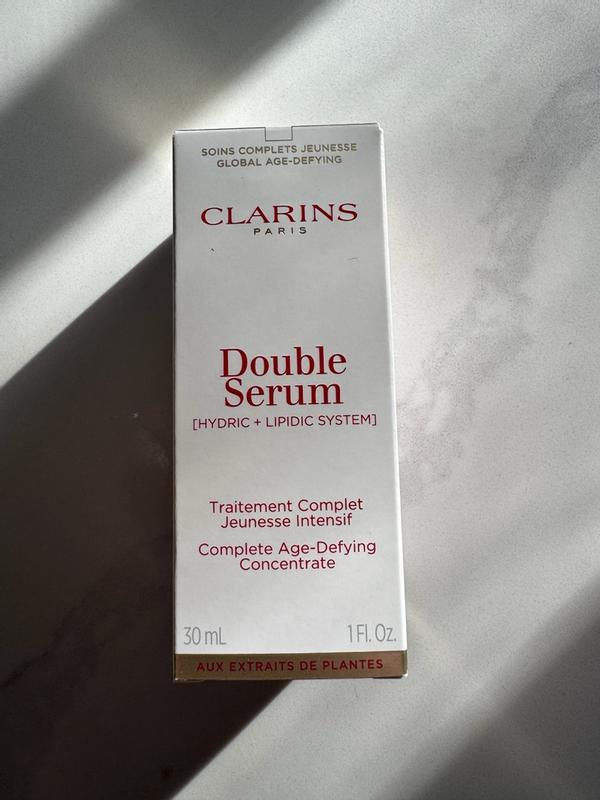 SOINS COMPLETS JEUNESSE
GLOBAL AGE-DEFYING
CLARINS
PARIS
Double
Serum
[HYDRIC + LIPIDIC SYSTEM]
Traitement Complet
Jeunesse Intensif
Complete Age-Defying
Concentrate
30 mL 1 Fl. Oz.
AUX EXTRAITS DE PLANTES